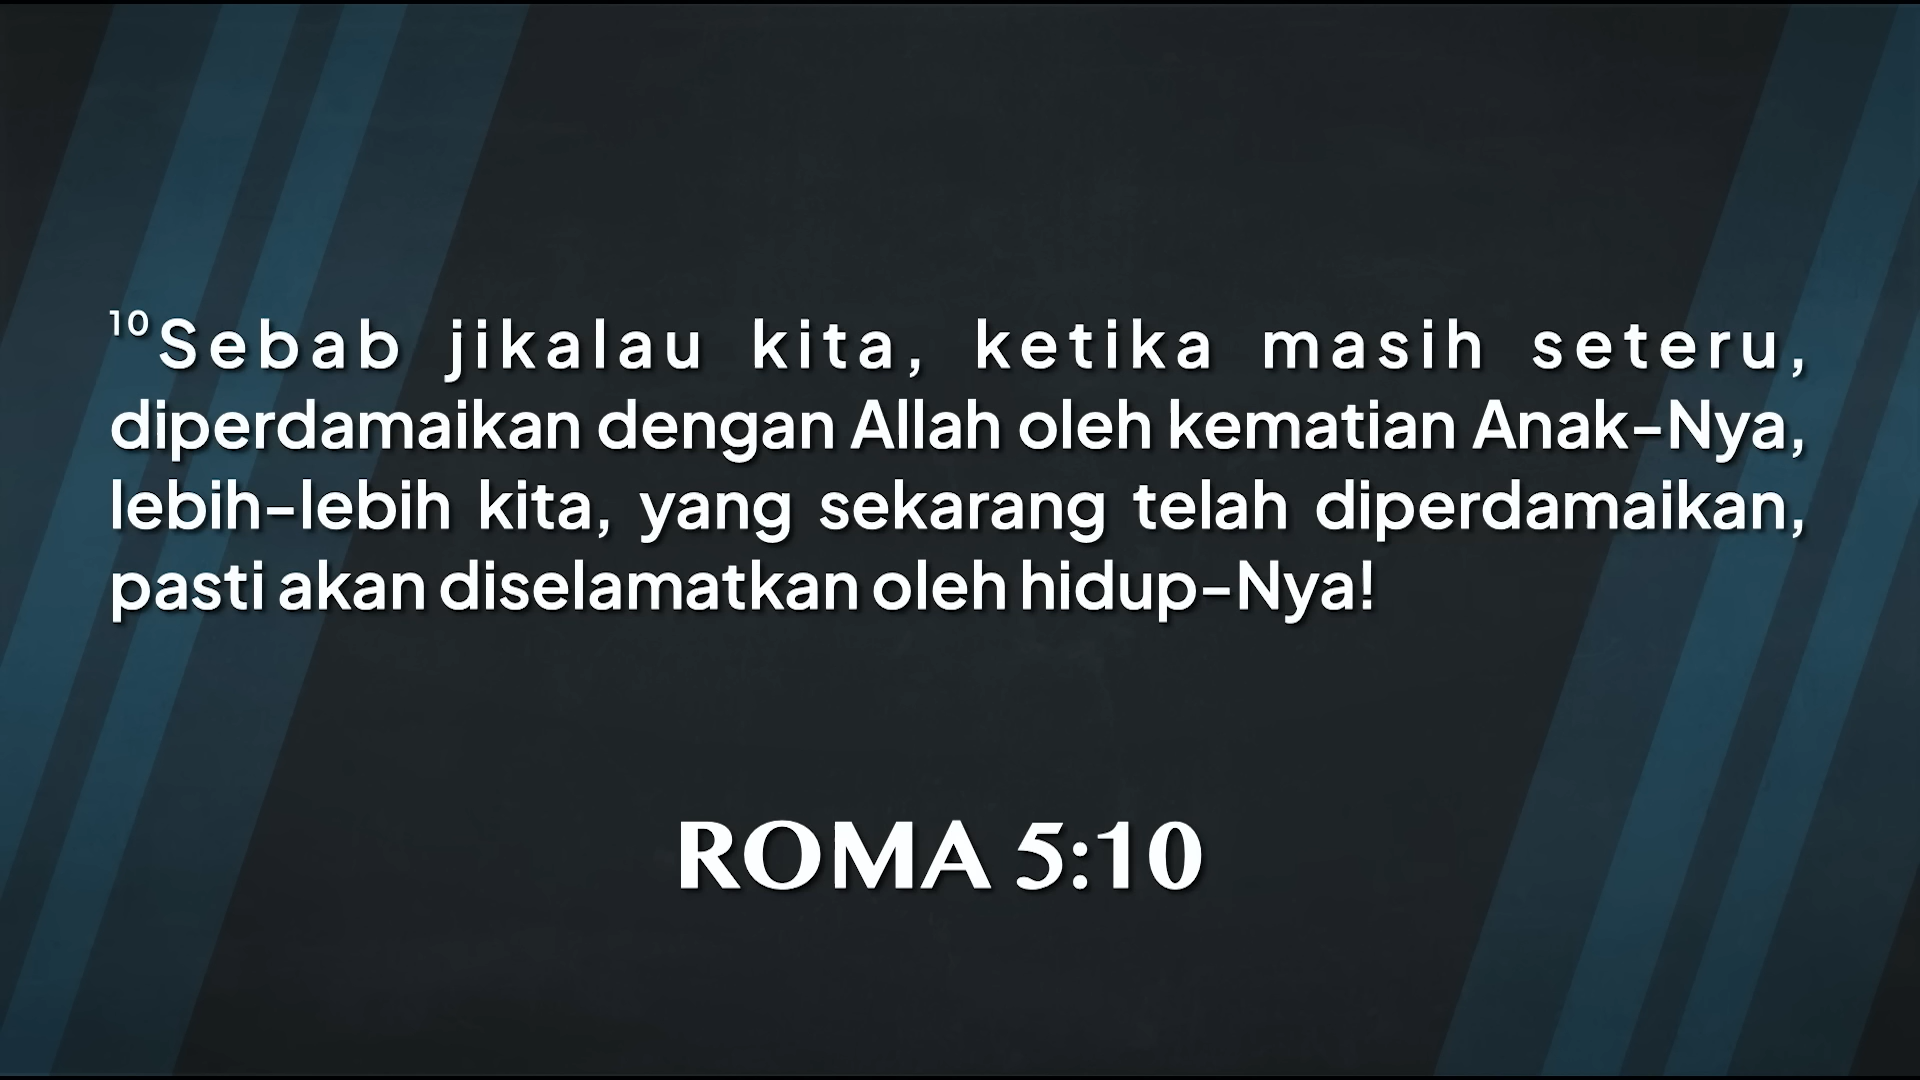 ¹⁰Sebab jikalau kita, ketika masih seteru,
diperdamaikan dengan Allah oleh kematian Anak-Nya,
lebih-lebih kita, yang sekarang telah diperdamaikan,
pasti akan diselamatkan oleh hidup-Nya!
ROMA 5:10